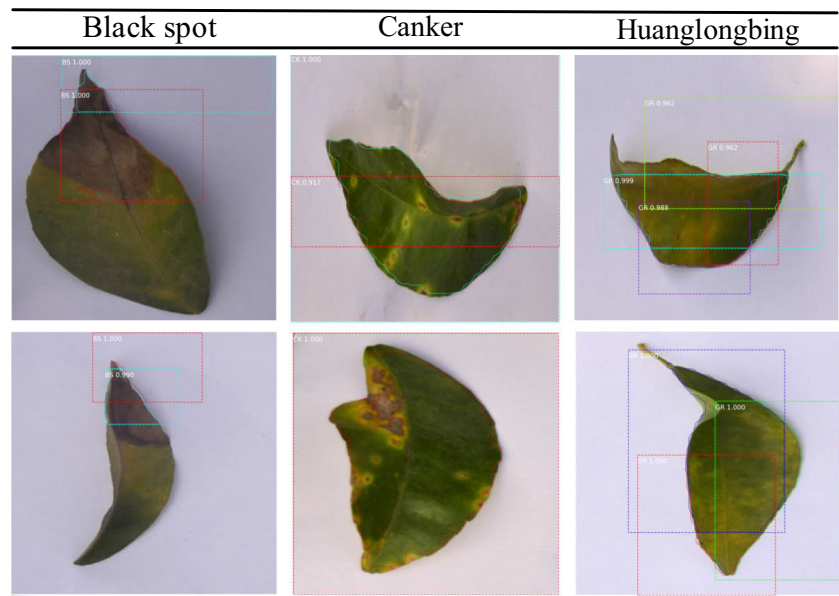 Black spot Canker Huanglongbing
BS 1.000
BS 1.000
CK 1.000
CK 0.917
GR 0.962
GR 0.962
GR 0.999
GR 0.988
BS 1.000
BS 0.990
CK 1.000
GR 1.000
GR 1.000
GR 1.000